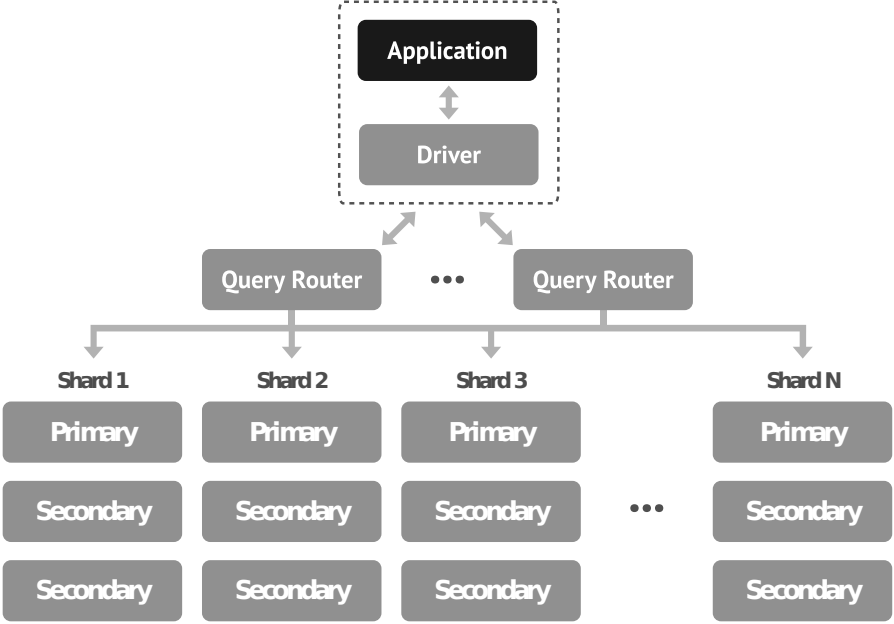 Application
Driver
Query Router
•••
Query Router
Shard 1
Shard 2
Shard 3
Shard N
Primary
Primary
Primary
Primary
Secondary
Secondary
Secondary
•••
Secondary
Secondary
Secondary
Secondary
Secondary